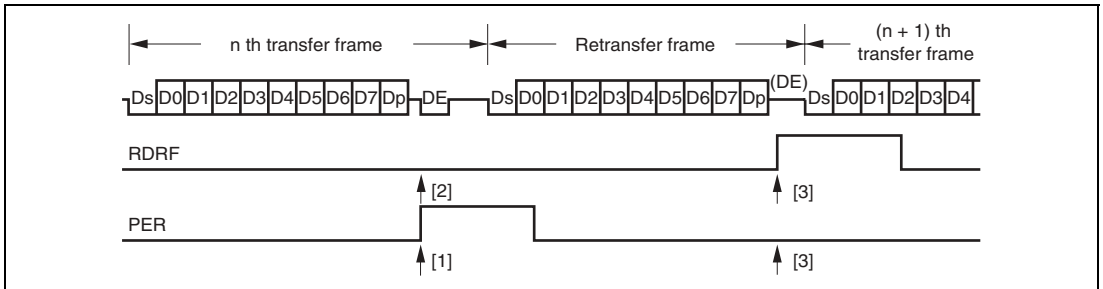 n th transfer frame
Retransfer frame
(n + 1) th
transfer frame
Ds D0 D1 D2 D3 D4 D5 D6 D7 Dp DE Ds D0 D1 D2 D3 D4 D5 D6 D7 Dp (DE) Ds D0 D1 D2 D3 D4
RDRF
[2] [3]
PER
[1] [3]